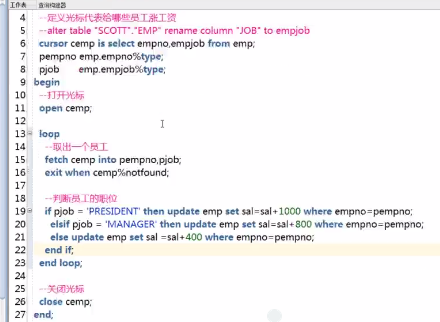 工作表 查询构建器
4 --定义光标代表给哪些员工涨工资
5 --alter table "SCOTT"."EMP" rename column "JOB" to empjob
6 cursor cemp is select empno,empjob from emp;
7 pempno emp.empno%type;
8 pjob emp.empjob%type;
9 begin
10 --打开光标
11 open cemp;
12
13 loop
14 --取出一个员工
15 fetch cemp into pempno,pjob;
16 exit when cemp%notfound;
17
18 --判断员工的职位
19 if pjob = 'PRESIDENT' then update emp set sal=sal+1000 where empno=pempno;
20 elsif pjob = 'MANAGER' then update emp set sal=sal+800 where empno=pempno;
21 else update emp set sal =sal+400 where empno=pempno;
22 end if;
23 end loop;
24
25 --关闭光标
26 close cemp;
27 end;